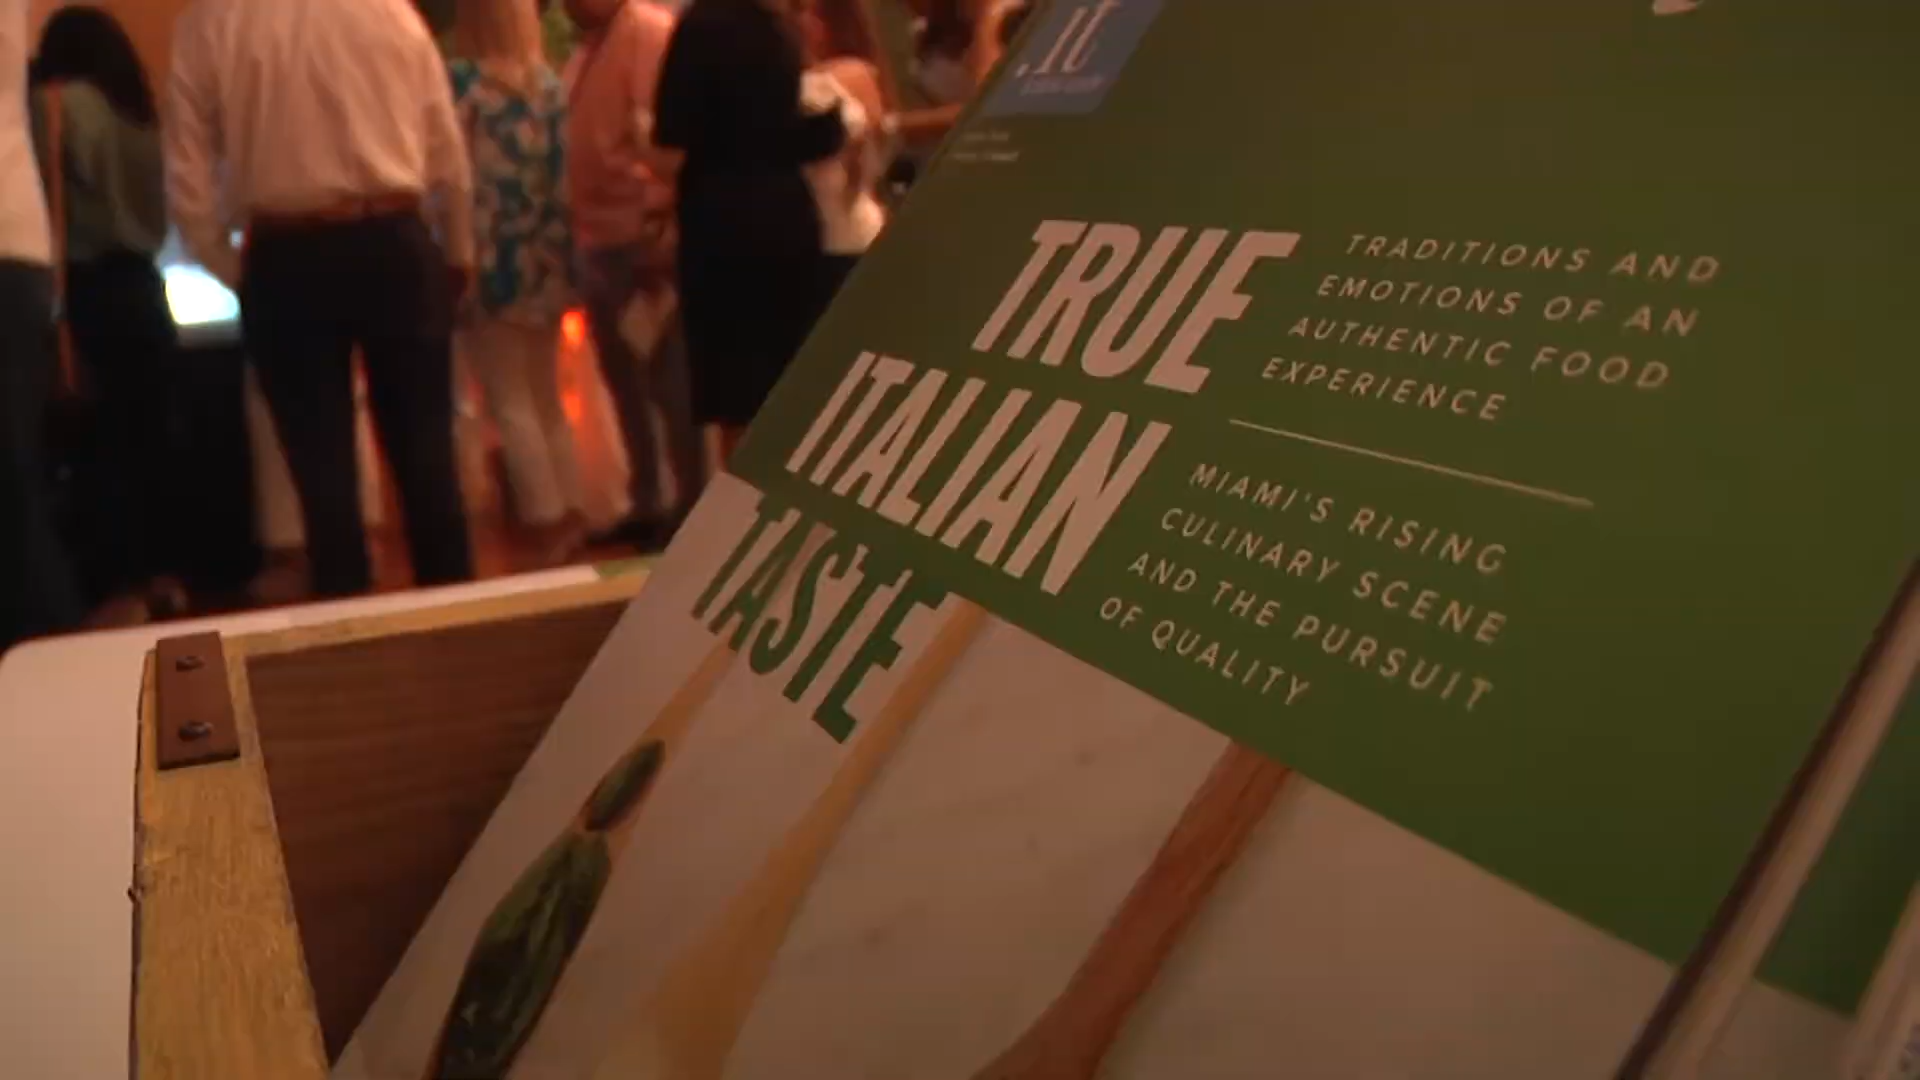 .it
TRUE
ITALIAN
TASTE
TRADITIONS AND
EMOTIONS OF AN
AUTHENTIC FOOD
EXPERIENCE
MIAMI'S RISING
CULINARY SCENE
AND THE PURSUIT
OF QUALITY